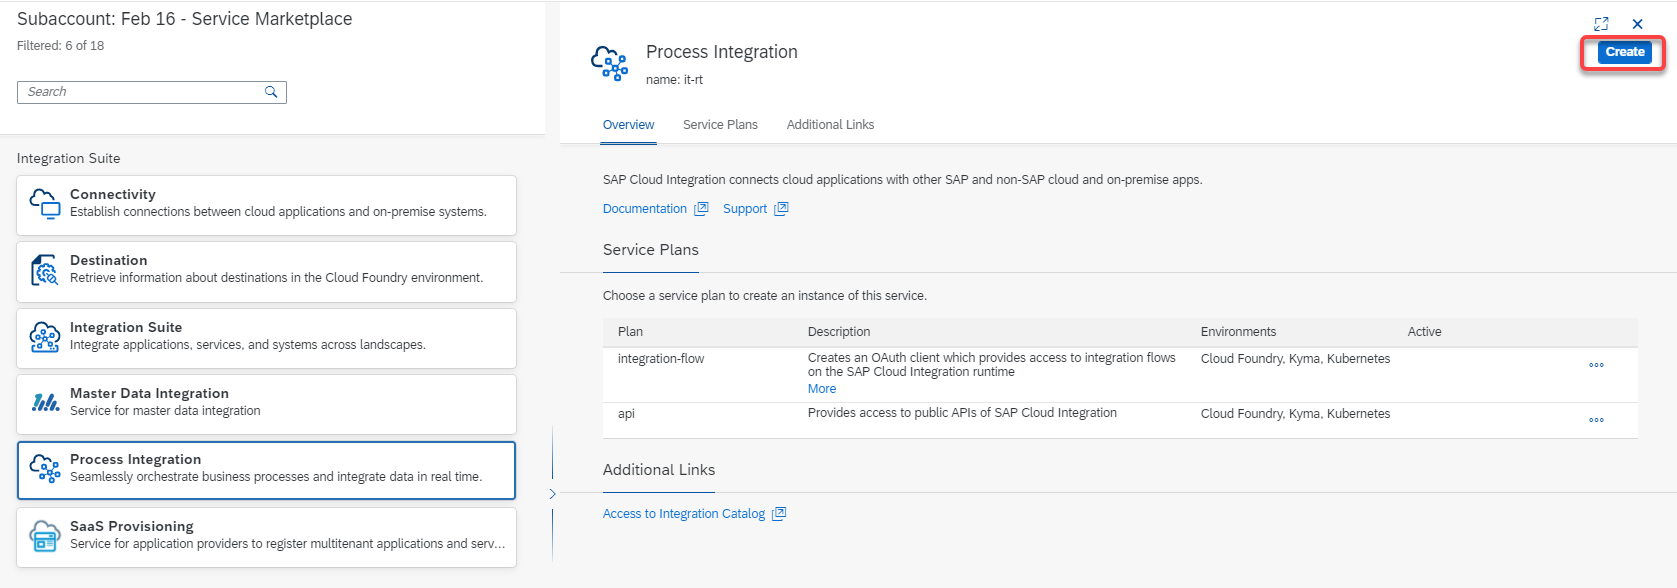 Subaccount: Feb 16 - Service Marketplace
Filtered: 6 of 18
Search
Integration Suite
Connectivity
Establish connections between cloud applications and on-premise systems.
Destination
Retrieve information about destinations in the Cloud Foundry environment.
Integration Suite
Integrate applications, services, and systems across landscapes.
Master Data Integration
Service for master data integration
Process Integration
Seamlessly orchestrate business processes and integrate data in real time.
SaaS Provisioning
Service for application providers to register multitenant applications and serv...
Process Integration
name: it-rt
Create
Overview Service Plans Additional Links
SAP Cloud Integration connects cloud applications with other SAP and non-SAP cloud and on-premise apps.
Documentation Support
Service Plans
Choose a service plan to create an instance of this service.
Plan Description Environments Active
integration-flow Creates an OAuth client which provides access to integration flows Cloud Foundry, Kyma, Kubernetes
on the SAP Cloud Integration runtime
More
api Provides access to public APIs of SAP Cloud Integration Cloud Foundry, Kyma, Kubernetes
Additional Links
Access to Integration Catalog